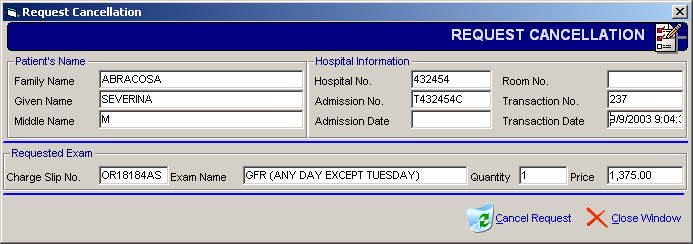 Request Cancellation
REQUEST CANCELLATION
Patient's Name Hospital Information
Family Name ABRACOSA Hospital No. 432454 Room No.
Given Name SEVERINA Admission No. T432454C Transaction No. 237
Middle Name M Admission Date Transaction Date /9/2003 9:04:
Requested Exam
Charge Slip No. OR18184AS Exam Name GFR (ANY DAY EXCEPT TUESDAY) Quantity 1 Price 1,375.00
Cancel Request Close Window